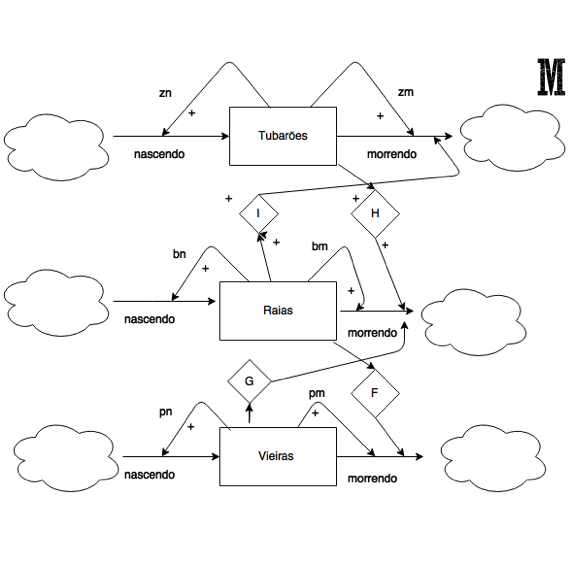 M
zn
zm
+
+
Tubarões
nascendo
morrendo
+
+
I
H
+
+
bn
bm
+
+
Raias
nascendo
morrendo
G
F
pn
pm
+
+
Vieiras
nascendo
morrendo